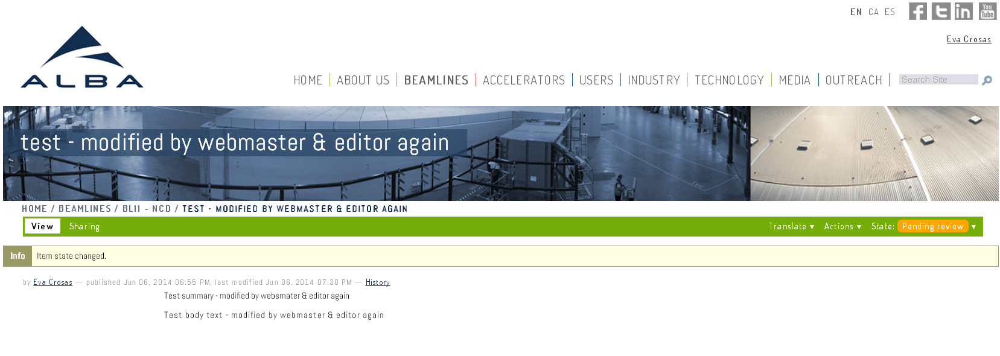 EN CA ES
You Tube
Eva Crosas
ALBA
HOME ABOUT US BEAMLINES ACCELERATORS USERS INDUSTRY TECHNOLOGY MEDIA OUTREACH Search Site
test - modified by webmaster & editor again
HOME / BEAMLINES / BL11 - NCD / TEST - MODIFIED BY WEBMASTER & EDITOR AGAIN
View Sharing Translate ▼ Actions ▼ State: Pending review ▼
Info Item state changed.
by Eva Crosas — published Jun 06, 2014 06:55 PM, last modified Jun 06, 2014 07:30 PM — History
Test summary - modified by websmater & editor again
Test body text - modified by webmaster & editor again